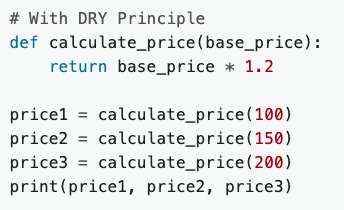 # With DRY Principle
def calculate_price(base_price):
    return base_price * 1.2

price1 = calculate_price(100)
price2 = calculate_price(150)
price3 = calculate_price(200)
print(price1, price2, price3)